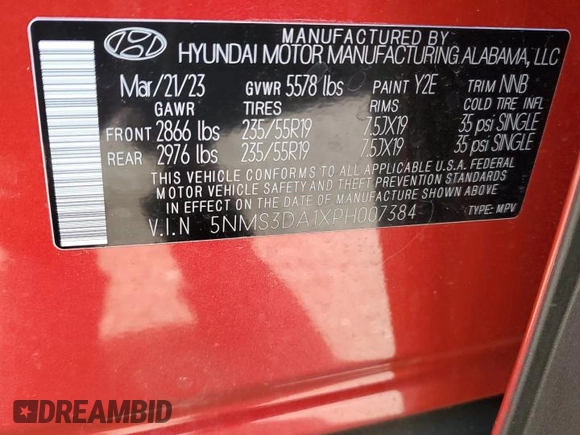 MANUFACTURED BY
HYUNDAI MOTOR MANUFACTURING ALABAMA, LLC
Mar/21/23 GVWR 5578 lbs PAINT Y2E TRIM NNB
GAWR TIRES RIMS COLD TIRE INFL
FRONT 2866 lbs 235/55R19 7.5JX19 35 psi SINGLE
REAR 2976 lbs 235/55R19 7.5JX19 35 psi SINGLE
THIS VEHICLE CONFORMS TO ALL APPLICABLE U.S.A. FEDERAL
MOTOR VEHICLE SAFETY AND THEFT PREVENTION STANDARDS
IN EFFECT ON THE DATE OF MANUFACTURE SHOWN ABOVE.
V.I.N 5NMS3DA1XPH007384 TYPE: MPV
DREAMBID